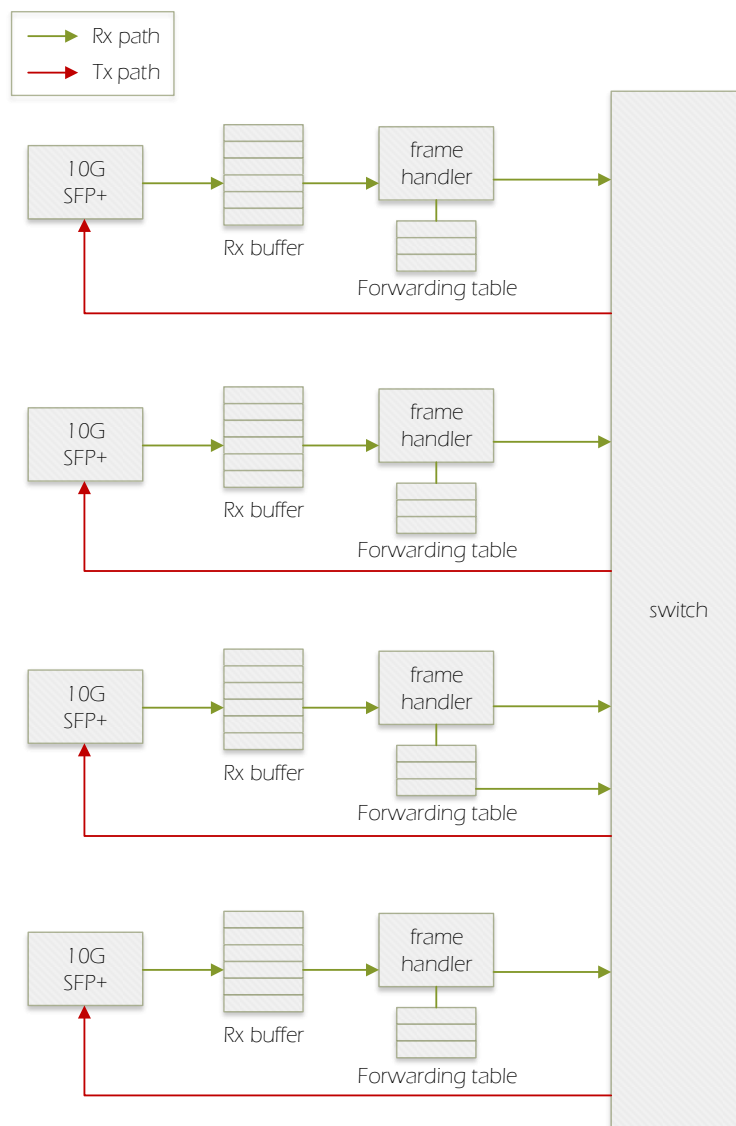 Rx path
Tx path
10G
SFP+
Rx buffer
frame
handler
Forwarding table
10G
SFP+
Rx buffer
frame
handler
Forwarding table
switch
10G
SFP+
Rx buffer
frame
handler
Forwarding table
10G
SFP+
Rx buffer
frame
handler
Forwarding table